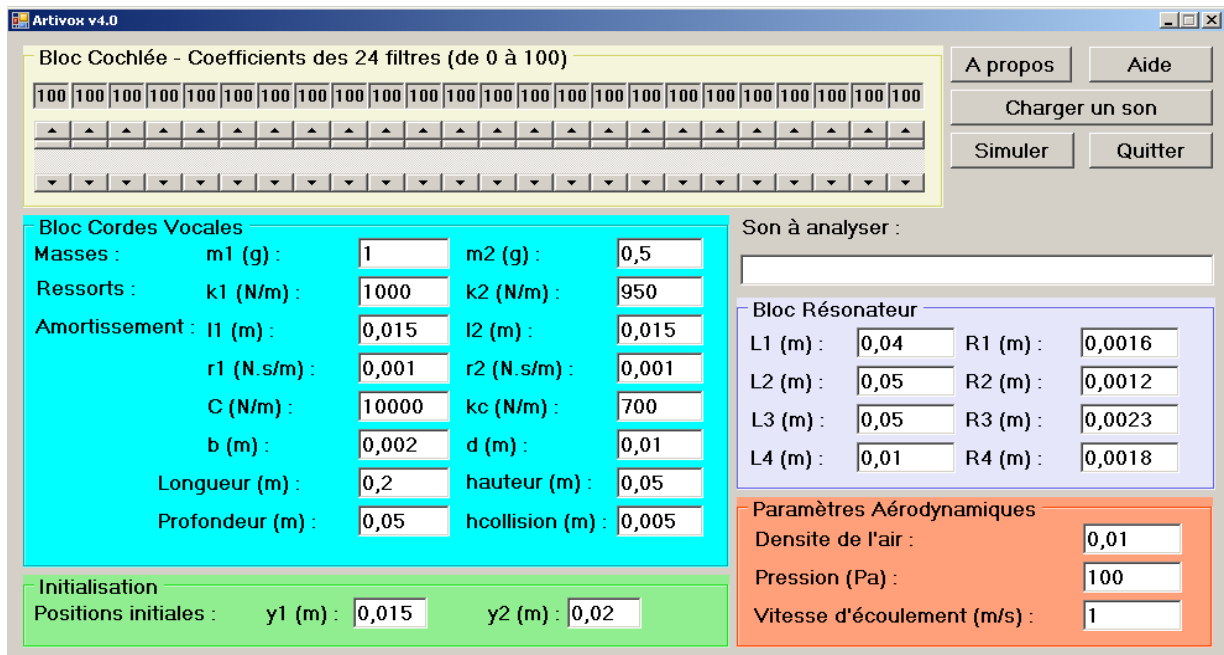 Artivox v4.0
Bloc Cochlée - Coefficients des 24 filtres (de 0 à 100)
100 100 100 100 100 100 100 100 100 100 100 100 100 100 100 100 100 100 100 100 100 100 100 100
A propos Aide
Charger un son
Simuler Quitter
Bloc Cordes Vocales
Masses : m1 (g) : 1 m2 (g) : 0,5
Ressorts : k1 (N/m) : 1000 k2 (N/m) : 950
Amortissement : l1 (m) : 0,015 l2 (m) : 0,015
r1 (N.s/m) : 0,001 r2 (N.s/m) : 0,001
C (N/m) : 10000 kc (N/m) : 700
b (m) : 0,002 d (m) : 0,01
Longueur (m) : 0,2 hauteur (m) : 0,05
Profondeur (m) : 0,05 hcollision (m) : 0,005
Initialisation
Positions initiales : y1 (m) : 0,015 y2 (m) : 0,02
Son à analyser :
Bloc Résonateur
L1 (m) : 0,04 R1 (m) : 0,0016
L2 (m) : 0,05 R2 (m) : 0,0012
L3 (m) : 0,05 R3 (m) : 0,0023
L4 (m) : 0,01 R4 (m) : 0,0018
Paramètres Aérodynamiques
Densite de l'air : 0,01
Pression (Pa) : 100
Vitesse d'écoulement (m/s) : 1